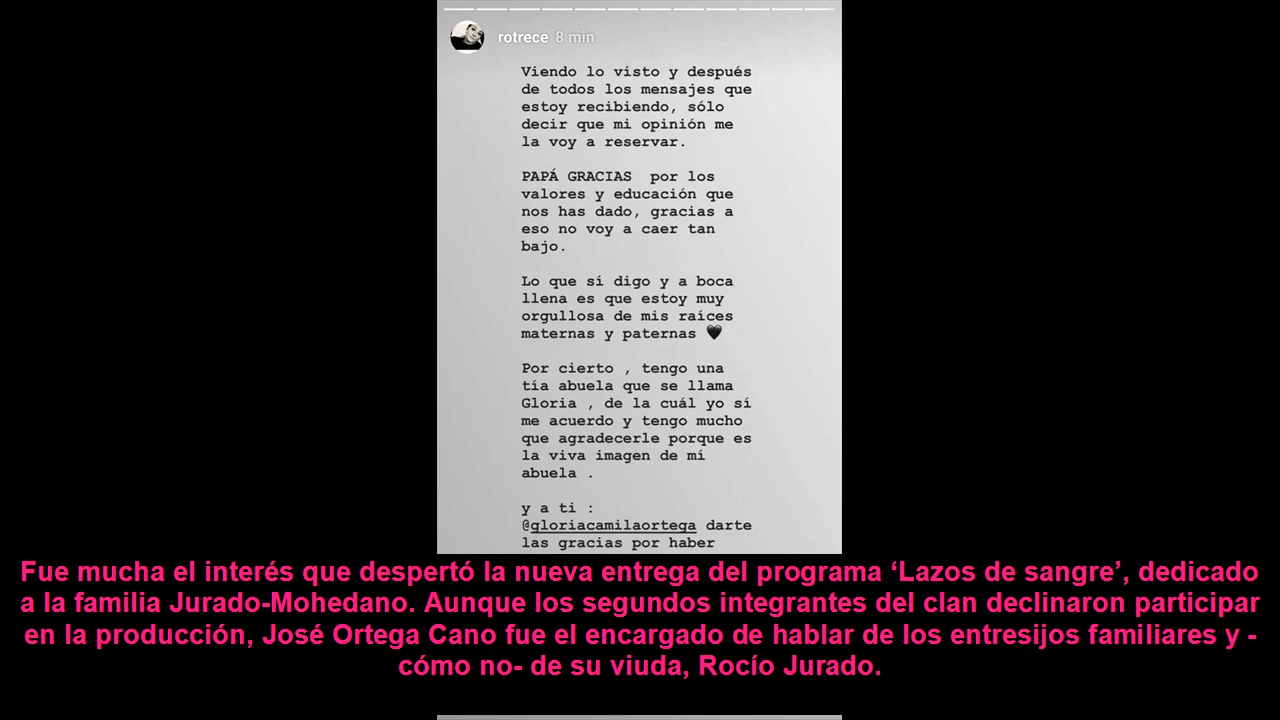 rotrece 8 min
Viendo lo visto y después
de todos los mensajes que
estoy recibiendo, sólo
decir que mi opinión me
la voy a reservar.
PAPÁ GRACIAS  por los
valores y educación que
nos has dado, gracias a
eso no voy a caer tan
bajo.
Lo que sí digo y a boca
llena es que estoy muy
orgullosa de mis raíces
maternas y paternas 🖤
Por cierto , tengo una
tía abuela que se llama
Gloria , de la cuál yo sí
me acuerdo y tengo mucho
que agradecerle porque es
la viva imagen de mí
abuela .
y a ti :
@gloriacamilaortega darte
las gracias por haber
Fue mucha el interés que despertó la nueva entrega del programa ‘Lazos de sangre’, dedicado
a la familia Jurado-Mohedano. Aunque los segundos integrantes del clan declinaron participar
en la producción, José Ortega Cano fue el encargado de hablar de los entresijos familiares y -
cómo no- de su viuda, Rocío Jurado.